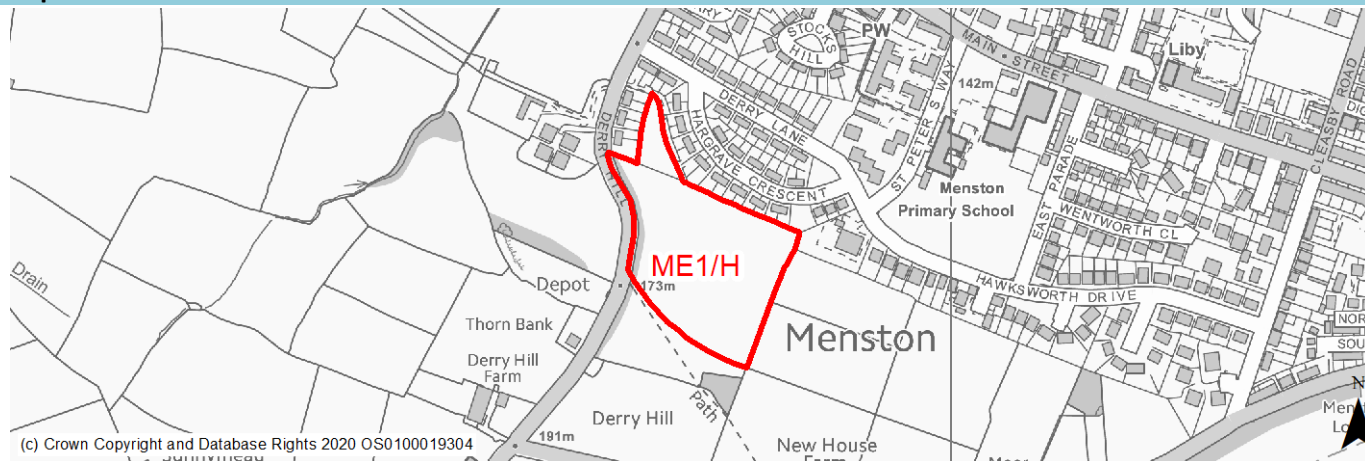 STOCKS
HILL
PW
MAIN STREET
Liby
CLEASBY ROAD
142m
DERRY LANE
ST PETER'S WAY
HARGRAVE CRESCENT
DERRY HILL
Menston
Primary School
EAST PARADE
WENTWORTH CL
HAWKSWORTH DRIVE
ME1/H
Drain
Depot
173m
Menston
Thorn Bank
Derry Hill
Farm
Path
Derry Hill
New House
Farm
191m
N
(c) Crown Copyright and Database Rights 2020 OS0100019304